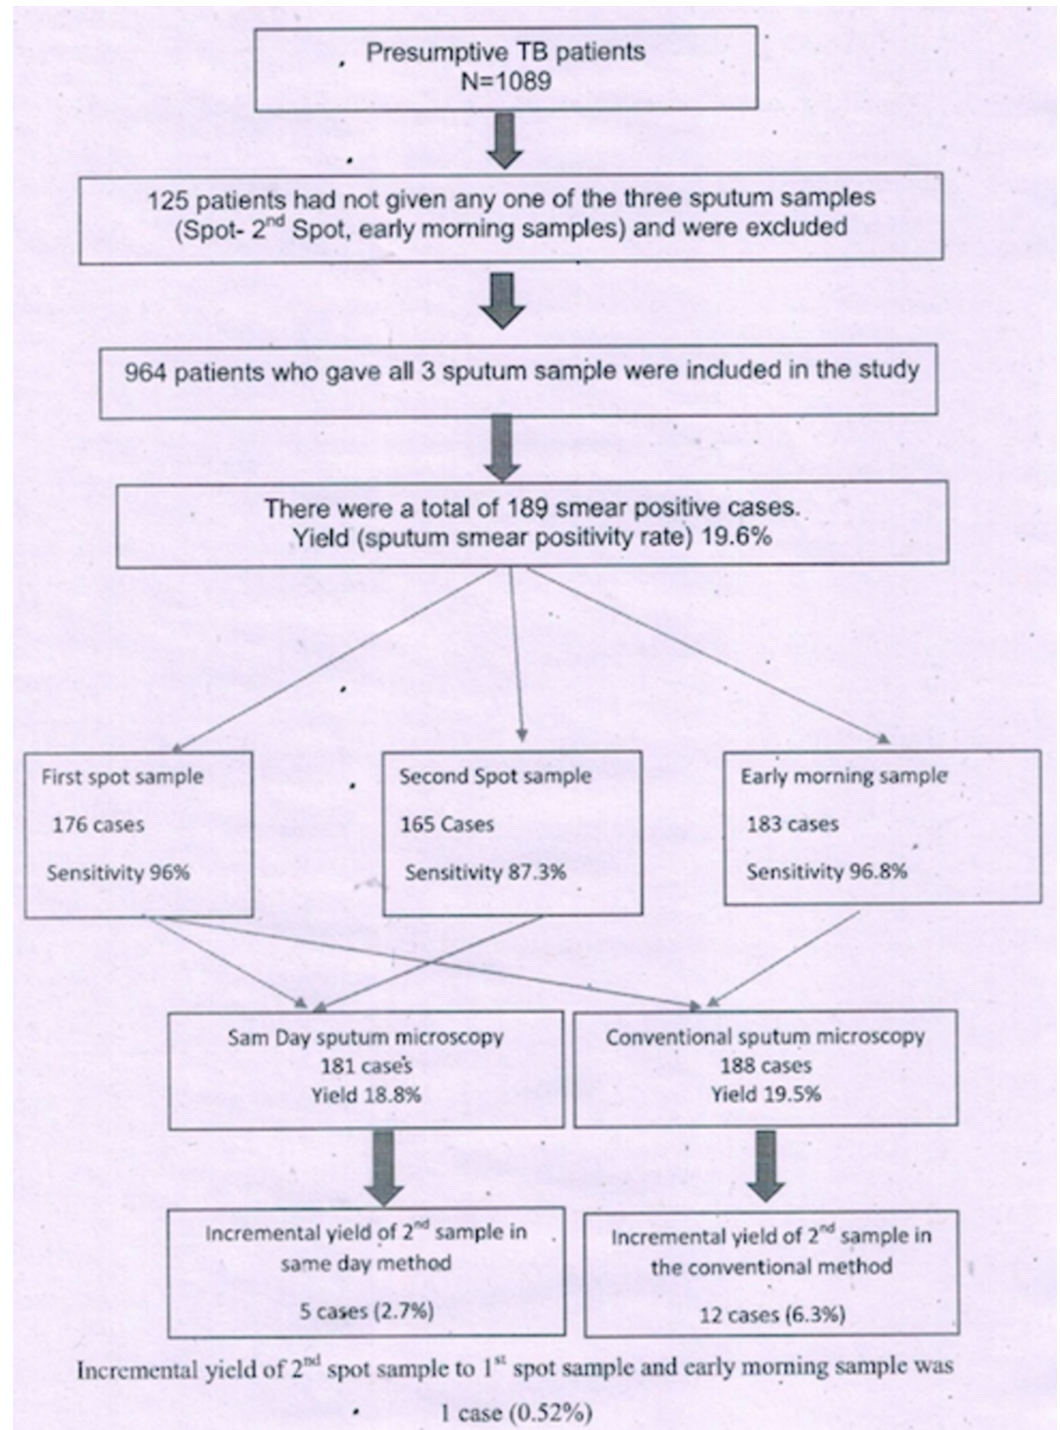 Presumptive TB patients
N=1089
125 patients had not given any one of the three sputum samples
(Spot- 2nd Spot, early morning samples) and were excluded
964 patients who gave all 3 sputum sample were included in the study
There were a total of 189 smear positive cases.
Yield (sputum smear positivity rate) 19.6%
First spot sample
176 cases
Sensitivity 96%
Second Spot sample
165 Cases
Sensitivity 87.3%
Early morning sample
183 cases
Sensitivity 96.8%
Sam Day sputum microscopy
181 cases
Yield 18.8%
Conventional sputum microscopy
188 cases
Yield 19.5%
Incremental yield of 2nd sample in
same day method
5 cases (2.7%)
Incremental yield of 2nd sample in
the conventional method
12 cases (6.3%)
Incremental yield of 2nd spot sample to 1st spot sample and early morning sample was
1 case (0.52%)